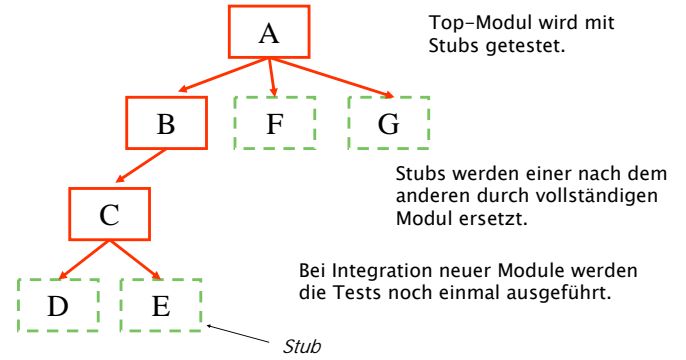 A
Top-Modul wird mit
Stubs getestet.
B
F
G
Stubs werden einer nach dem
anderen durch vollständigen
Modul ersetzt.
C
Bei Integration neuer Module werden
die Tests noch einmal ausgeführt.
D
E
Stub